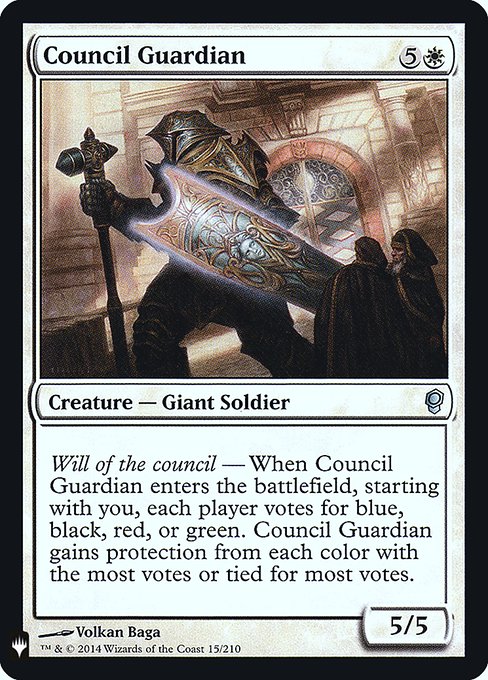 Council Guardian 5
Creature — Giant Soldier
Will of the council — When Council
Guardian enters the battlefield, starting
with you, each player votes for blue,
black, red, or green. Council Guardian
gains protection from each color with
the most votes or tied for most votes.
Volkan Baga
™ & © 2014 Wizards of the Coast 15/210
5/5